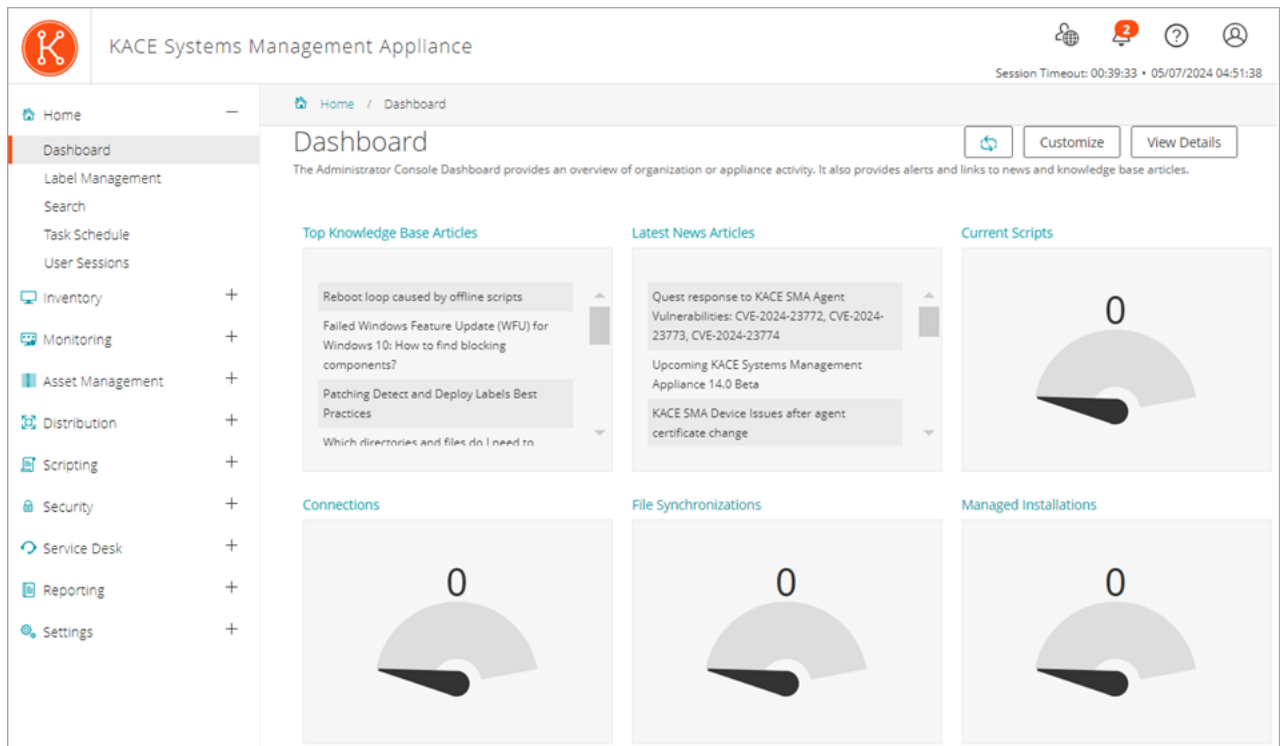 KACE Systems Management Appliance
2
Session Timeout: 00:39:33 • 05/07/2024 04:51:38
Home
Dashboard
Label Management
Search
Task Schedule
User Sessions
Inventory
Monitoring
Asset Management
Distribution
Scripting
Security
Service Desk
Reporting
Settings
Home / Dashboard
Dashboard
Customize
View Details
The Administrator Console Dashboard provides an overview of organization or appliance activity. It also provides alerts and links to news and knowledge base articles.
Top Knowledge Base Articles
Reboot loop caused by offline scripts
Failed Windows Feature Update (WFU) for
Windows 10: How to find blocking
components?
Patching Detect and Deploy Labels Best
Practices
Which directories and files do I need to
Latest News Articles
Quest response to KACE SMA Agent
Vulnerabilities: CVE-2024-23772, CVE-2024-
23773, CVE-2024-23774
Upcoming KACE Systems Management
Appliance 14.0 Beta
KACE SMA Device Issues after agent
certificate change
Current Scripts
0
Connections
0
File Synchronizations
0
Managed Installations
0